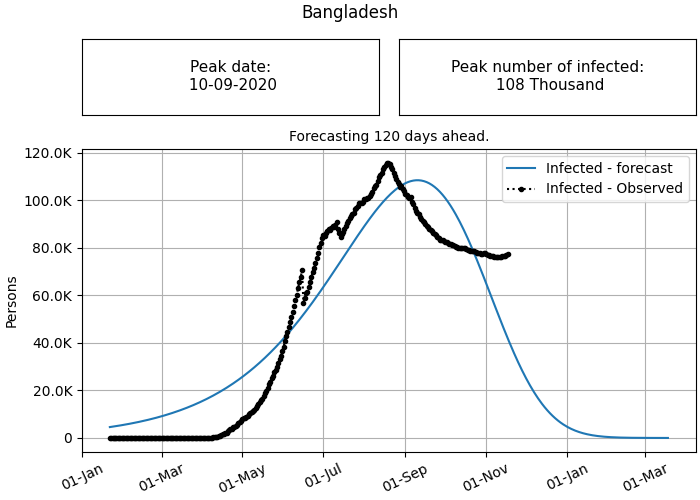 Bangladesh
Peak date:
10-09-2020
Peak number of infected:
108 Thousand
Forecasting 120 days ahead.
120.0K
100.0K
80.0K
60.0K
40.0K
20.0K
0
Persons
Infected - forecast
Infected - Observed
01-Jan
01-Mar
01-May
01-Jul
01-Sep
01-Nov
01-Jan
01-Mar